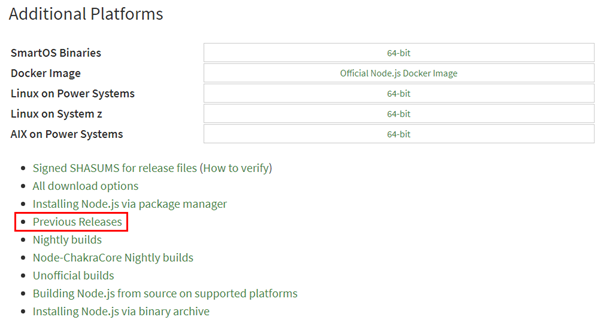 Additional Platforms
SmartOS Binaries 64-bit
Docker Image Official Node.js Docker Image
Linux on Power Systems 64-bit
Linux on System z 64-bit
AIX on Power Systems 64-bit
Signed SHASUMS for release files (How to verify)
All download options
Installing Node.js via package manager
Previous Releases
Nightly builds
Node-ChakraCore Nightly builds
Unofficial builds
Building Node.js from source on supported platforms
Installing Node.js via binary archive